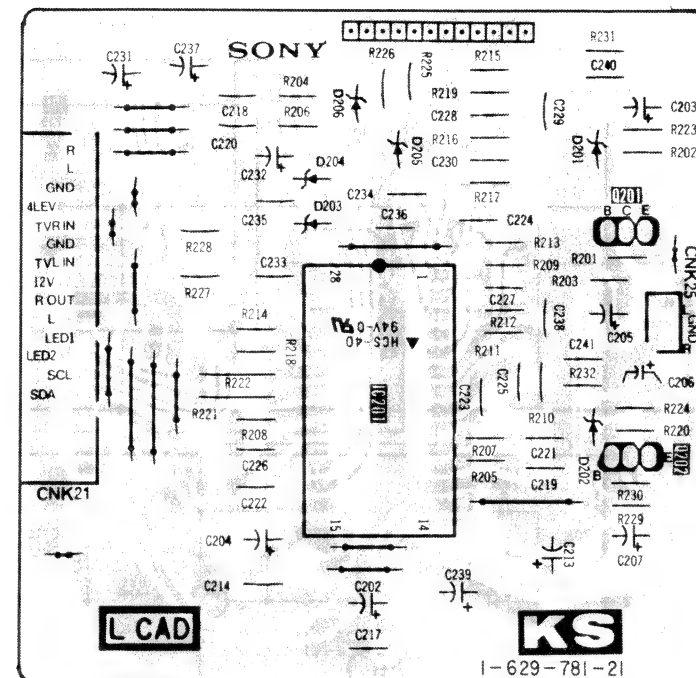 C231
C237
SONY
R226
R225
R215
R231
C240
R204
C218
R206
D206
R219
C228
C229
C203
R223
R202
C220
D205
R216
C230
D201
R
L
GND
4LEV
TVR IN
GND
TVL IN
12V
R OUT
L
LED1
LED2
SCL
SDA
CNK21
C232
D204
C234
R217
Q201
B C E
C235
D203
C236
C224
R228
R213
R201
CNK25
C233
28
1
R209
R203
R227
C227
R214
HCS-40
94V-0
R212
C238
C205
L
GND
R
R218
R211
C241
R222
R232
C206
C223
C225
R221
R210
R224
R208
R220
R207
C221
D202
B
E
Q202
C226
R205
C219
R230
C222
15
14
R229
C204
C213
C207
C214
C202
C239
L CAD
KS
C217
1-629-781-21